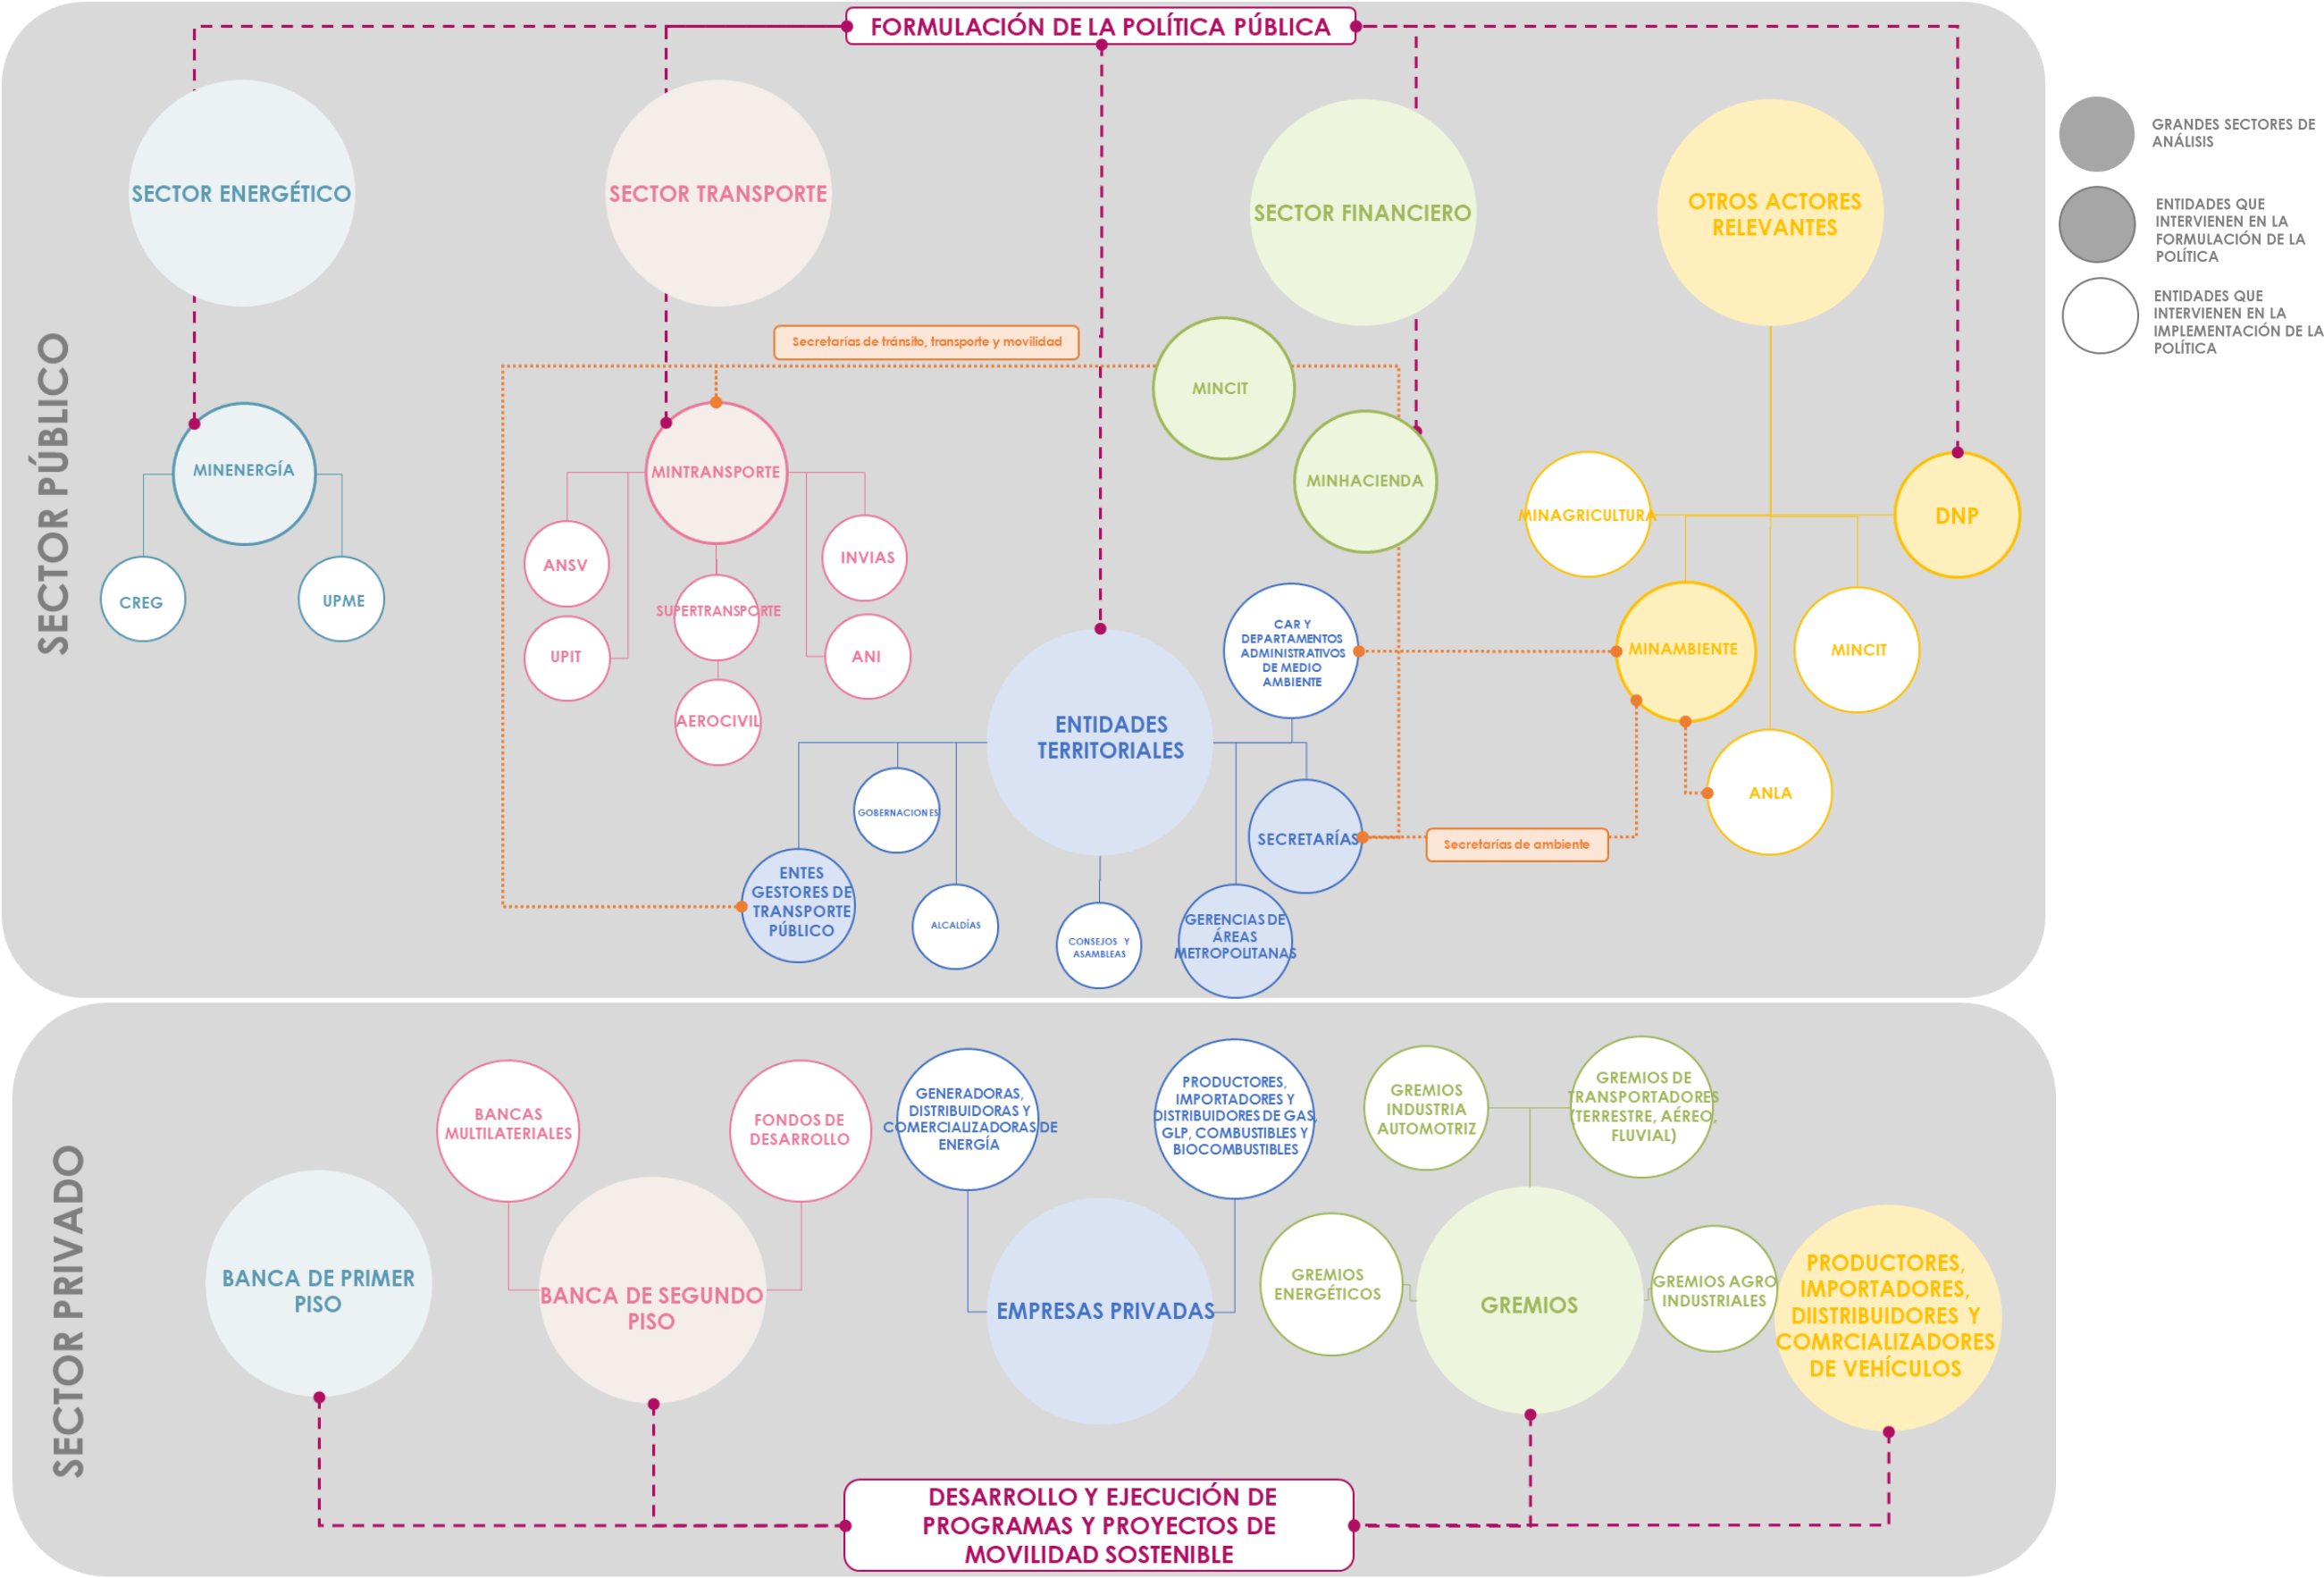 FORMULACIÓN DE LA POLÍTICA PÚBLICA
SECTOR PÚBLICO
SECTOR ENERGÉTICO
SECTOR TRANSPORTE
SECTOR FINANCIERO
OTROS ACTORES
RELEVANTES
GRANDES SECTORES DE
ANÁLISIS
ENTIDADES QUE
INTERVIENEN EN LA
FORMULACIÓN DE LA
POLÍTICA
ENTIDADES QUE
INTERVIENEN EN LA
IMPLEMENTACIÓN DE LA
POLÍTICA
Secretarías de tránsito, transporte y movilidad
MINCIT
MINENERGÍA
MINTRANSPORTE
MINHACIENDA
MINAGRICULTURA
DNP
CREG
UPME
ANSV
UPIT
SUPERTRANSPORTE
AEROCIVIL
INVIAS
ANI
CAR Y
DEPARTAMENTOS
ADMINISTRATIVOS
DE MEDIO
AMBIENTE
MINAMBIENTE
MINCIT
ANLA
ENTIDADES
TERRITORIALES
GOBERNACIONES
ENTES
GESTORES DE
TRANSPORTE
PÚBLICO
ALCALDÍAS
CONSEJOS Y
ASAMBLEAS
GERENCIAS DE
ÁREAS
METROPOLITANAS
SECRETARÍAS
Secretarías de ambiente
SECTOR PRIVADO
BANCAS
MULTILATERIALES
FONDOS DE
DESARROLLO
GENERADORAS,
DISTRIBUIDORAS Y
COMERCIALIZADORAS DE
ENERGÍA
PRODUCTORES,
IMPORTADORES Y
DISTRIBUIDORES DE GAS,
GLP, COMBUSTIBLES Y
BIOCOMBUSTIBLES
GREMIOS
INDUSTRIA
AUTOMOTRIZ
GREMIOS DE
TRANSPORTADORES
(TERRESTRE, AÉREO,
FLUVIAL)
BANCA DE PRIMER
PISO
BANCA DE SEGUNDO
PISO
EMPRESAS PRIVADAS
GREMIOS
ENERGÉTICOS
GREMIOS
GREMIOS AGRO
INDUSTRIALES
PRODUCTORES,
IMPORTADORES,
DIISTRIBUIDORES Y
COMRCIALIZADORES
DE VEHÍCULOS
DESARROLLO Y EJECUCIÓN DE
PROGRAMAS Y PROYECTOS DE
MOVILIDAD SOSTENIBLE